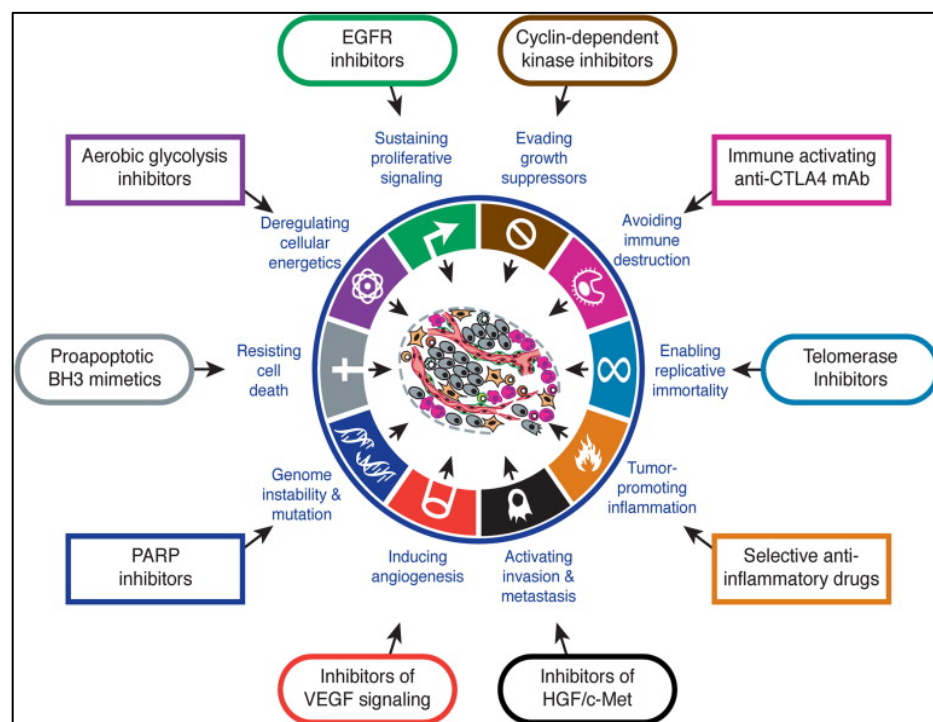 EGFR
inhibitors
Cyclin-dependent
kinase inhibitors
Sustaining
proliferative
signaling
Evading
growth
suppressors
Aerobic glycolysis
inhibitors
Immune activating
anti-CTLA4 mAb
Deregulating
cellular
energetics
Avoiding
immune
destruction
Proapoptotic
BH3 mimetics
Resisting
cell
death
Enabling
replicative
immortality
Telomerase
Inhibitors
Genome
instability &
mutation
Tumor-
promoting
inflammation
PARP
inhibitors
Inducing
angiogenesis
Activating
invasion &
metastasis
Selective anti-
inflammatory drugs
Inhibitors of
VEGF signaling
Inhibitors of
HGF/c-Met